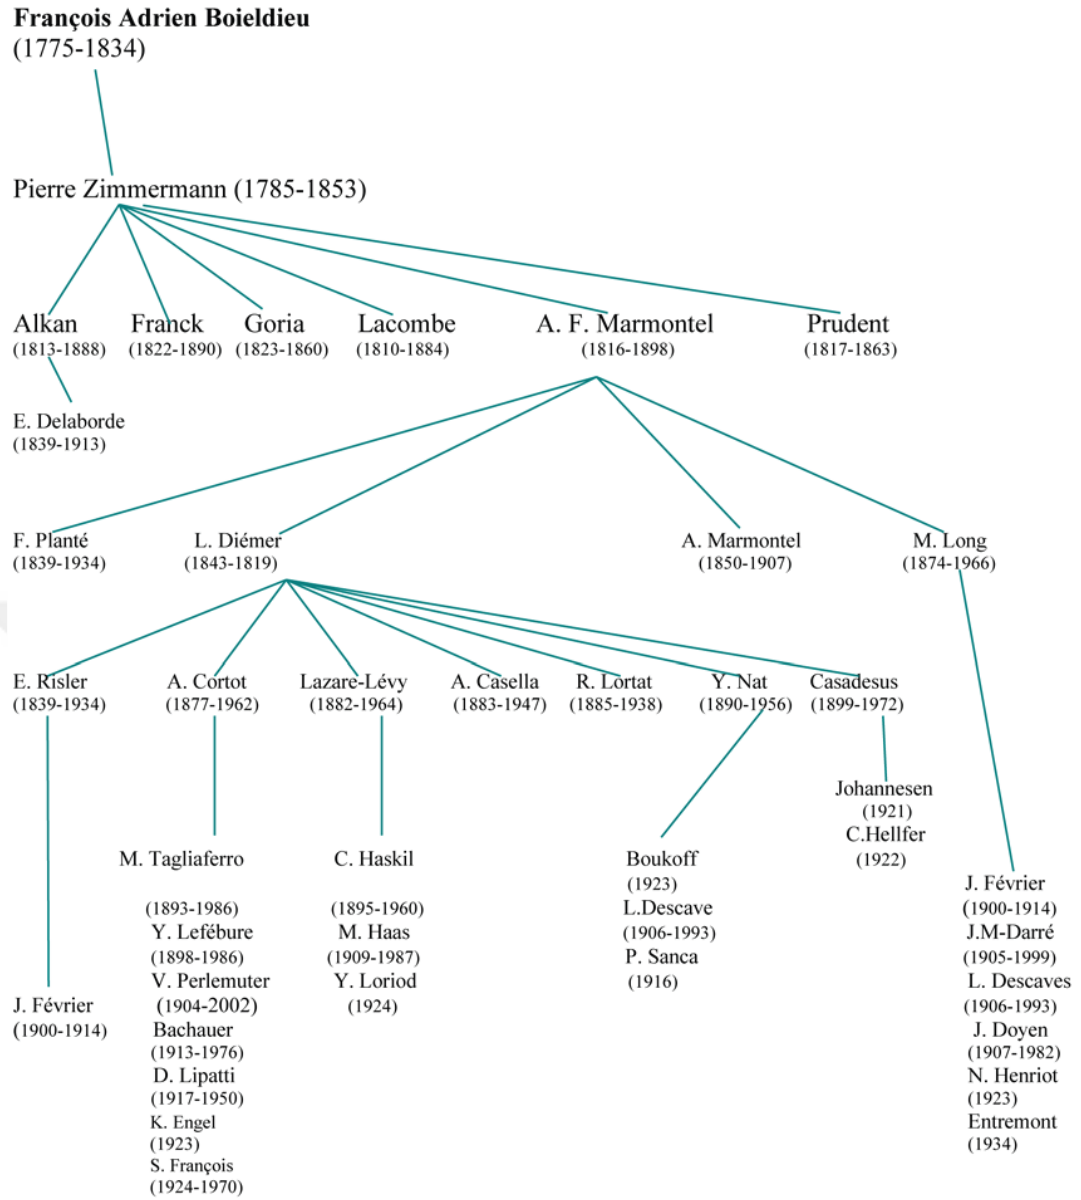 François Adrien Boieldieu
(1775-1834)
Pierre Zimmermann (1785-1853)
Alkan
(1813-1888)
Franck
(1822-1890)
Goria
(1823-1860)
Lacombe
(1810-1884)
A. F. Marmontel
(1816-1898)
Prudent
(1817-1863)
E. Delaborde
(1839-1913)
F. Planté
(1839-1934)
L. Diémer
(1843-1819)
A. Marmontel
(1850-1907)
M. Long
(1874-1966)
E. Risler
(1839-1934)
A. Cortot
(1877-1962)
Lazare-Lévy
(1882-1964)
A. Casella
(1883-1947)
R. Lortat
(1885-1938)
Y. Nat
(1890-1956)
Casadesus
(1899-1972)
J. Février
(1900-1914)
M. Tagliaferro
(1893-1986)
Y. Lefébure
(1898-1986)
V. Perlemuter
(1904-2002)
Bachauer
(1913-1976)
D. Lipatti
(1917-1950)
K. Engel
(1923)
S. François
(1924-1970)
C. Haskil
(1895-1960)
M. Haas
(1909-1987)
Y. Loriod
(1924)
Boukoff
(1923)
L.Descave
(1906-1993)
P. Sanca
(1916)
Johannesen
(1921)
C.Hellfer
(1922)
J. Février
(1900-1914)
J.M-Darré
(1905-1999)
L. Descaves
(1906-1993)
J. Doyen
(1907-1982)
N. Henriot
(1923)
Entremont
(1934)